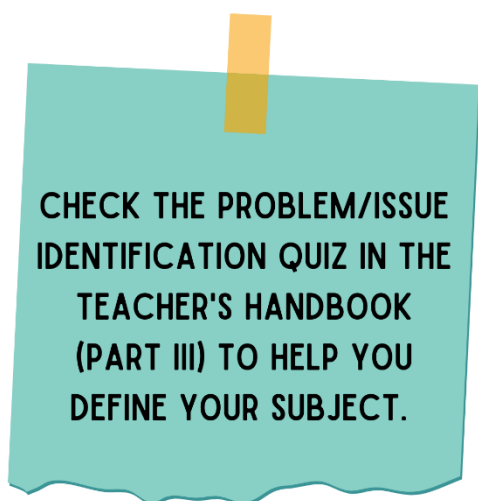 CHECK THE PROBLEM/ISSUE
IDENTIFICATION QUIZ IN THE
TEACHER'S HANDBOOK
(PART III) TO HELP YOU
DEFINE YOUR SUBJECT.